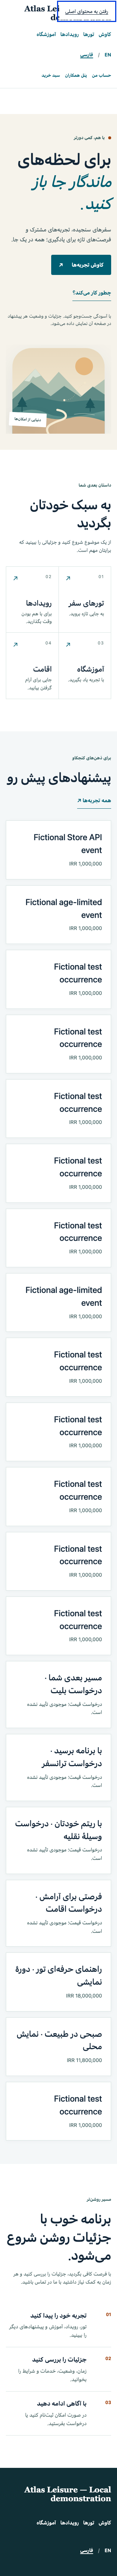 رفتن به محتوای اصلی
Atlas Lei
de
کاوش تورها رویدادها آموزشگاه
EN / فارسی
حساب من پنل همکاران سبد خرید
با هم، کمی دورتر
برای لحظه‌های
ماندگار جا باز
کنید.
سفرهای سنجیده، تجربه‌های مشترک و
فرصت‌های تازه برای یادگیری؛ همه در یک جا.
کاوش تجربه‌ها ↗
چطور کار می‌کند؟
با آسودگی جست‌وجو کنید. جزئیات و وضعیت هر پیشنهاد
در صفحه آن نمایش داده می‌شود.
دنیایی از امکان‌ها
داستان بعدی شما
به سبک خودتان
بگردید
از یک موضوع شروع کنید و جزئیاتی را ببینید که
برایتان مهم است.
01 ↗
تورهای سفر
به جایی تازه بروید.
02 ↗
رویدادها
برای با هم بودن
وقت بگذارید.
03 ↗
آموزشگاه
با تجربه یاد بگیرید.
04 ↗
اقامت
جایی برای آرام
گرفتن بیابید.
برای ذهن‌های کنجکاو
پیشنهادهای پیش رو
همه تجربه‌ها ↗
Fictional Store API
event
IRR 1,000,000
Fictional age-limited
event
IRR 1,000,000
Fictional test
occurrence
IRR 1,000,000
Fictional test
occurrence
IRR 1,000,000
Fictional test
occurrence
IRR 1,000,000
Fictional test
occurrence
IRR 1,000,000
Fictional test
occurrence
IRR 1,000,000
Fictional age-limited
event
IRR 1,000,000
Fictional test
occurrence
IRR 1,000,000
Fictional test
occurrence
IRR 1,000,000
Fictional test
occurrence
IRR 1,000,000
Fictional test
occurrence
IRR 1,000,000
Fictional test
occurrence
IRR 1,000,000
مسیر بعدی شما ·
درخواست بلیت
درخواست قیمت؛ موجودی تأیید نشده
است.
با برنامه برسید ·
درخواست ترانسفر
درخواست قیمت؛ موجودی تأیید نشده
است.
با ریتم خودتان · درخواست
وسیلهٔ نقلیه
درخواست قیمت؛ موجودی تأیید نشده
است.
فرصتی برای آرامش ·
درخواست اقامت
درخواست قیمت؛ موجودی تأیید نشده
است.
راهنمای حرفه‌ای تور · دورهٔ
نمایشی
IRR 18,000,000
صبحی در طبیعت · نمایش
محلی
IRR 11,800,000
Fictional test
occurrence
IRR 1,000,000
مسیر روشن‌تر
برنامه خوب با
جزئیات روشن شروع
می‌شود.
با فرصت کافی بگردید، جزئیات را بررسی کنید و هر
زمان به کمک نیاز داشتید با ما در تماس باشید.
01 تجربه خود را پیدا کنید
تور، رویداد، آموزش و پیشنهادهای دیگر
را ببینید.
02 جزئیات را بررسی کنید
زمان، وضعیت، خدمات و شرایط را
بخوانید.
03 با آگاهی ادامه دهید
در صورت امکان ثبت‌نام کنید یا
درخواست بفرستید.
Atlas Leisure — Local
demonstration
کاوش تورها رویدادها آموزشگاه
EN / فارسی